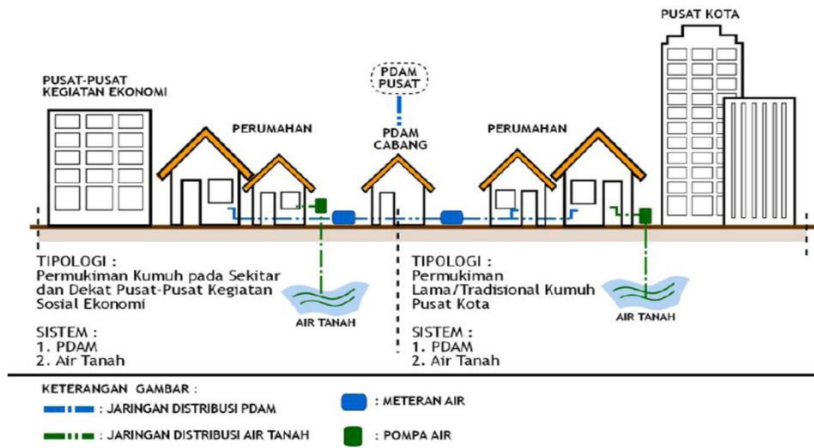 PUSAT KOTA
PUSAT-PUSAT
KEGIATAN EKONOMI
PDAM
PUSAT
PERUMAHAN
PDAM
CABANG
PERUMAHAN
TIPOLOGI :
Permukiman Kumuh pada Sekitar
dan Dekat Pusat-Pusat Kegiatan
Sosial Ekonomi
AIR TANAH
SISTEM :
1. PDAM
2. Air Tanah
TIPOLOGI :
Permukiman
Lama/Tradisional Kumuh
Pusat Kota
AIR TANAH
SISTEM :
1. PDAM
2. Air Tanah
KETERANGAN GAMBAR :
: JARINGAN DISTRIBUSI PDAM
: METERAN AIR
: JARINGAN DISTRIBUSI AIR TANAH
: POMPA AIR